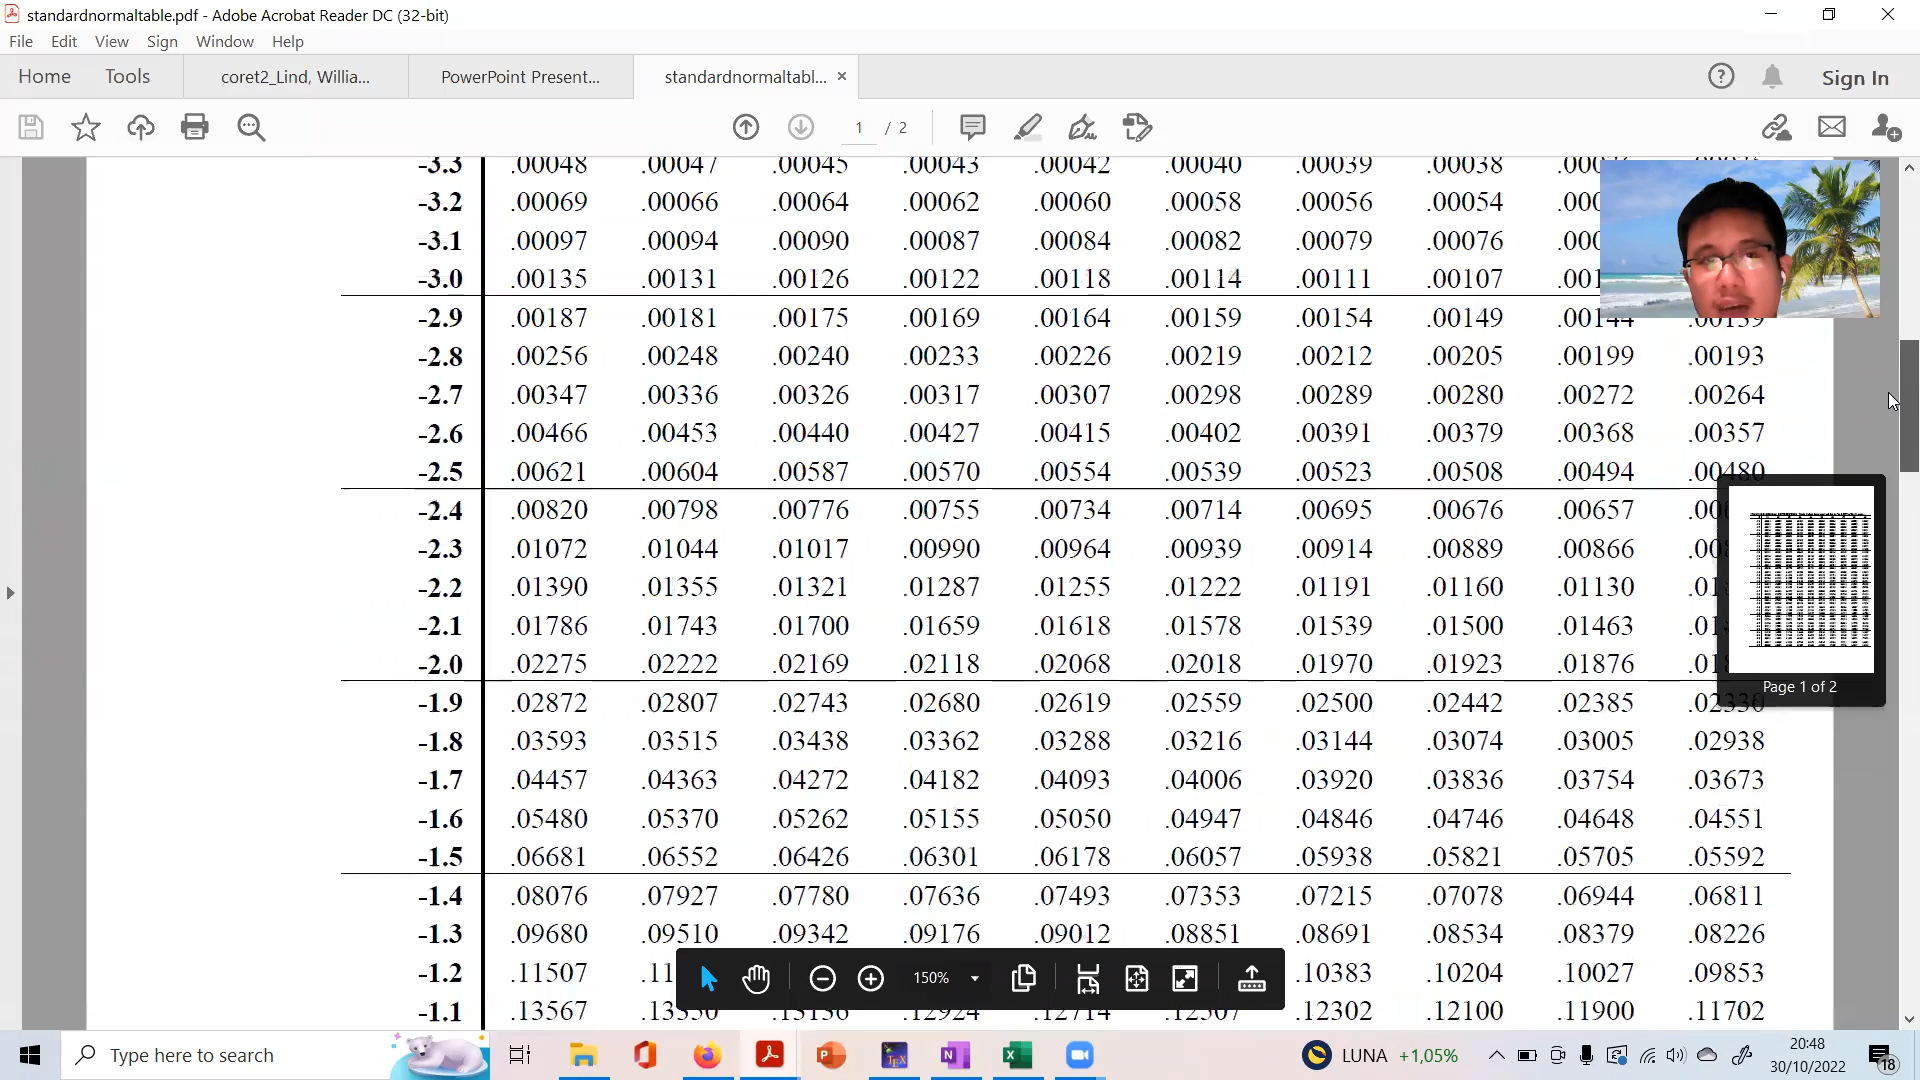 standardnormaltable.pdf - Adobe Acrobat Reader DC (32-bit)
File Edit View Sign Window Help
Home Tools coret2_Lind, Willia... PowerPoint Present... standardnormaltabl... × Sign In
1 / 2
-3.3 .00048 .00047 .00045 .00043 .00042 .00040 .00039 .00038
-3.2 .00069 .00066 .00064 .00062 .00060 .00058 .00056 .00054
-3.1 .00097 .00094 .00090 .00087 .00084 .00082 .00079 .00076
-3.0 .00135 .00131 .00126 .00122 .00118 .00114 .00111 .00107
-2.9 .00187 .00181 .00175 .00169 .00164 .00159 .00154 .00149 .00144 .00139
-2.8 .00256 .00248 .00240 .00233 .00226 .00219 .00212 .00205 .00199 .00193
-2.7 .00347 .00336 .00326 .00317 .00307 .00298 .00289 .00280 .00272 .00264
-2.6 .00466 .00453 .00440 .00427 .00415 .00402 .00391 .00379 .00368 .00357
-2.5 .00621 .00604 .00587 .00570 .00554 .00539 .00523 .00508 .00494 .00480
-2.4 .00820 .00798 .00776 .00755 .00734 .00714 .00695 .00676 .00657
-2.3 .01072 .01044 .01017 .00990 .00964 .00939 .00914 .00889 .00866
-2.2 .01390 .01355 .01321 .01287 .01255 .01222 .01191 .01160 .01130
-2.1 .01786 .01743 .01700 .01659 .01618 .01578 .01539 .01500 .01463
-2.0 .02275 .02222 .02169 .02118 .02068 .02018 .01970 .01923 .01876
Page 1 of 2
-1.9 .02872 .02807 .02743 .02680 .02619 .02559 .02500 .02442 .02385 .02330
-1.8 .03593 .03515 .03438 .03362 .03288 .03216 .03144 .03074 .03005 .02938
-1.7 .04457 .04363 .04272 .04182 .04093 .04006 .03920 .03836 .03754 .03673
-1.6 .05480 .05370 .05262 .05155 .05050 .04947 .04846 .04746 .04648 .04551
-1.5 .06681 .06552 .06426 .06301 .06178 .06057 .05938 .05821 .05705 .05592
-1.4 .08076 .07927 .07780 .07636 .07493 .07353 .07215 .07078 .06944 .06811
-1.3 .09680 .09510 .09342 .09176 .09012 .08851 .08691 .08534 .08379 .08226
-1.2 .11507 .10383 .10204 .10027 .09853
150%
-1.1 .13567 .12302 .12100 .11900 .11702
Type here to search LUNA +1,05% 20:48
30/10/2022 18